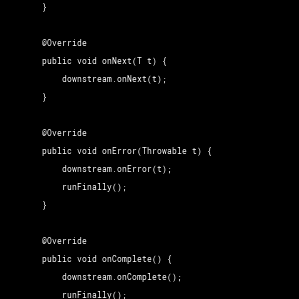 }
@Override
public void onNext(T t) {
downstream.onNext(t);
}
@Override
public void onError(Throwable t) {
downstream.onError(t);
runFinally();
}
@Override
public void onComplete() {
downstream.onComplete();
runFinally();